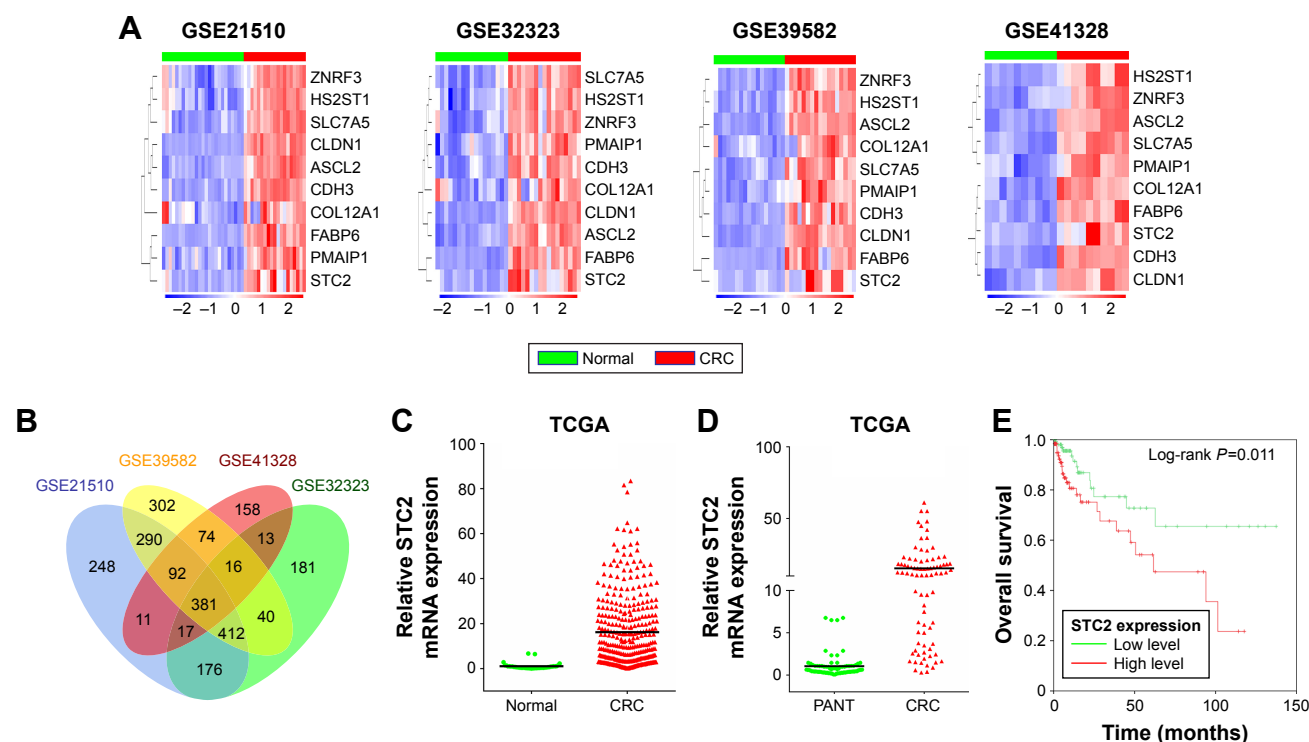 A
GSE21510
ZNRF3
HS2ST1
SLC7A5
CLDN1
ASCL2
CDH3
COL12A1
FABP6
PMAIP1
STC2
–2 –1 0 1 2
GSE32323
SLC7A5
HS2ST1
ZNRF3
PMAIP1
CDH3
COL12A1
CLDN1
ASCL2
FABP6
STC2
–2 –1 0 1 2
GSE39582
ZNRF3
HS2ST1
ASCL2
COL12A1
SLC7A5
PMAIP1
CDH3
CLDN1
FABP6
STC2
–2 –1 0 1 2
GSE41328
HS2ST1
ZNRF3
ASCL2
SLC7A5
PMAIP1
COL12A1
FABP6
STC2
CDH3
CLDN1
–2 –1 0 1 2
Normal CRC
B
GSE39582 GSE41328
GSE21510 GSE32323
302 158
290 74 13
248 92 16 181
381
11 17 412 40
176
C
TCGA
Relative STC2
mRNA expression
100
80
60
40
20
0
Normal CRC
D
TCGA
Relative STC2
mRNA expression
100
50
10
5
0
PANT CRC
E
Log-rank P=0.011
Overall survival
1.0
0.8
0.6
0.4
0.2
0
STC2 expression
Low level
High level
0 50 100 150
Time (months)